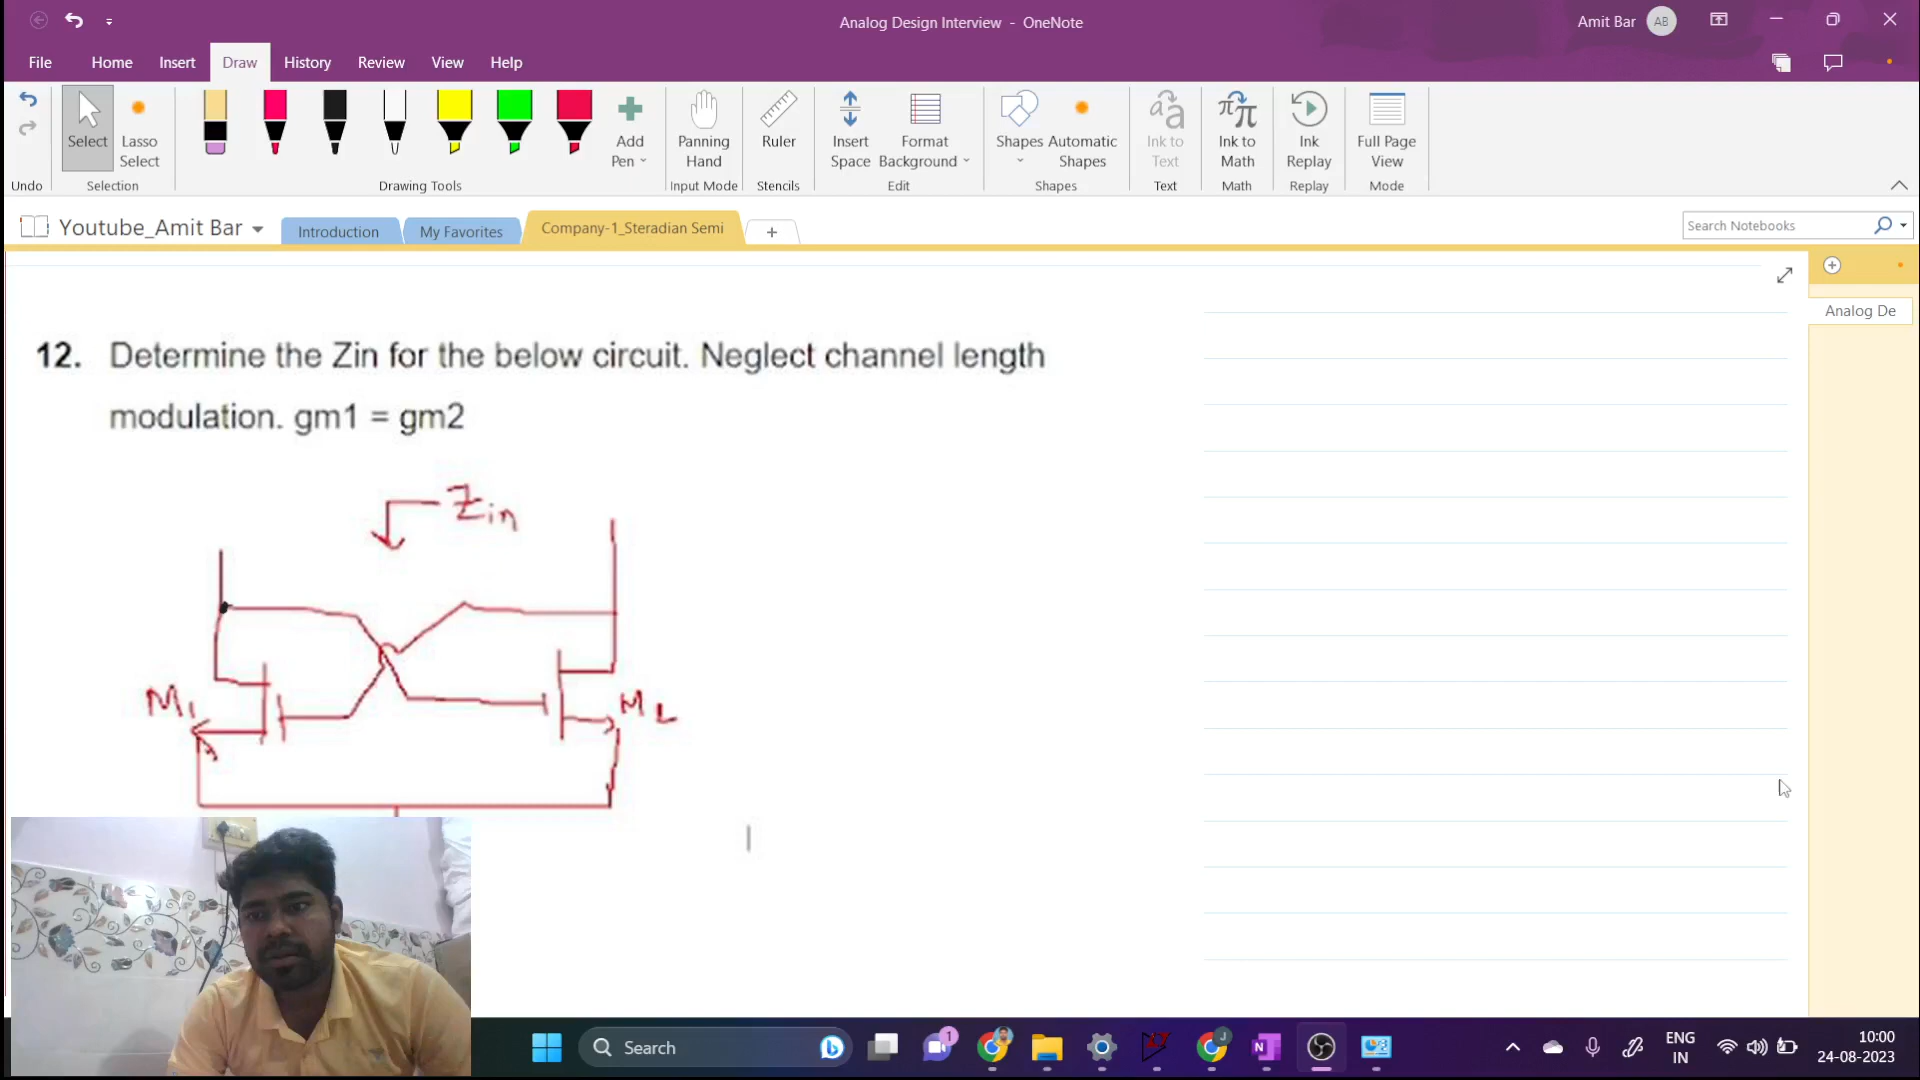 Analog Design Interview - OneNote
Amit Bar AB
File Home Insert Draw History Review View Help
Select Lasso Select
Add Pen
Panning Hand
Ruler
Insert Space
Format Background
Shapes
Automatic Shapes
Ink to Text
Ink to Math
Ink Replay
Full Page View
Undo Selection Drawing Tools Input Mode Stencils Edit Shapes Text Math Replay Mode
Youtube_Amit Bar Introduction My Favorites Company-1_Steradian Semi + Search Notebooks
Analog De
12. Determine the Zin for the below circuit. Neglect channel length
modulation. gm1 = gm2
Zin
M1
M2
Search
1
J
N
ENG
IN
10:00
24-08-2023